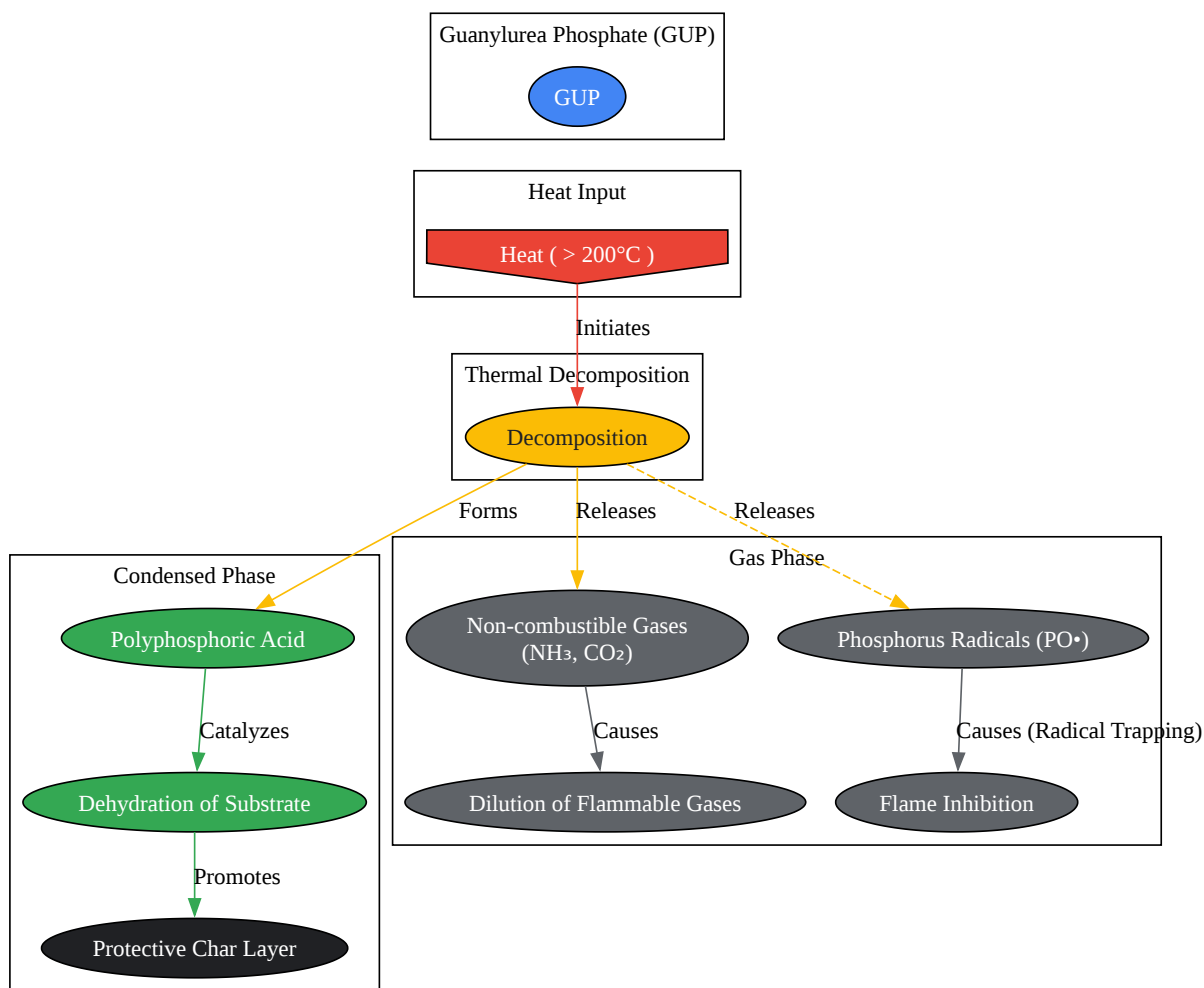 Guanylurea Phosphate (GUP)
GUP
Heat Input
Heat ( > 200°C )
Initiates
Thermal Decomposition
Decomposition
Forms
Releases
Releases
Condensed Phase
Gas Phase
Polyphosphoric Acid
Non-combustible Gases
(NH₃, CO₂)
Phosphorus Radicals (PO•)
Catalyzes
Causes
Causes (Radical Trapping)
Dehydration of Substrate
Dilution of Flammable Gases
Flame Inhibition
Promotes
Protective Char Layer